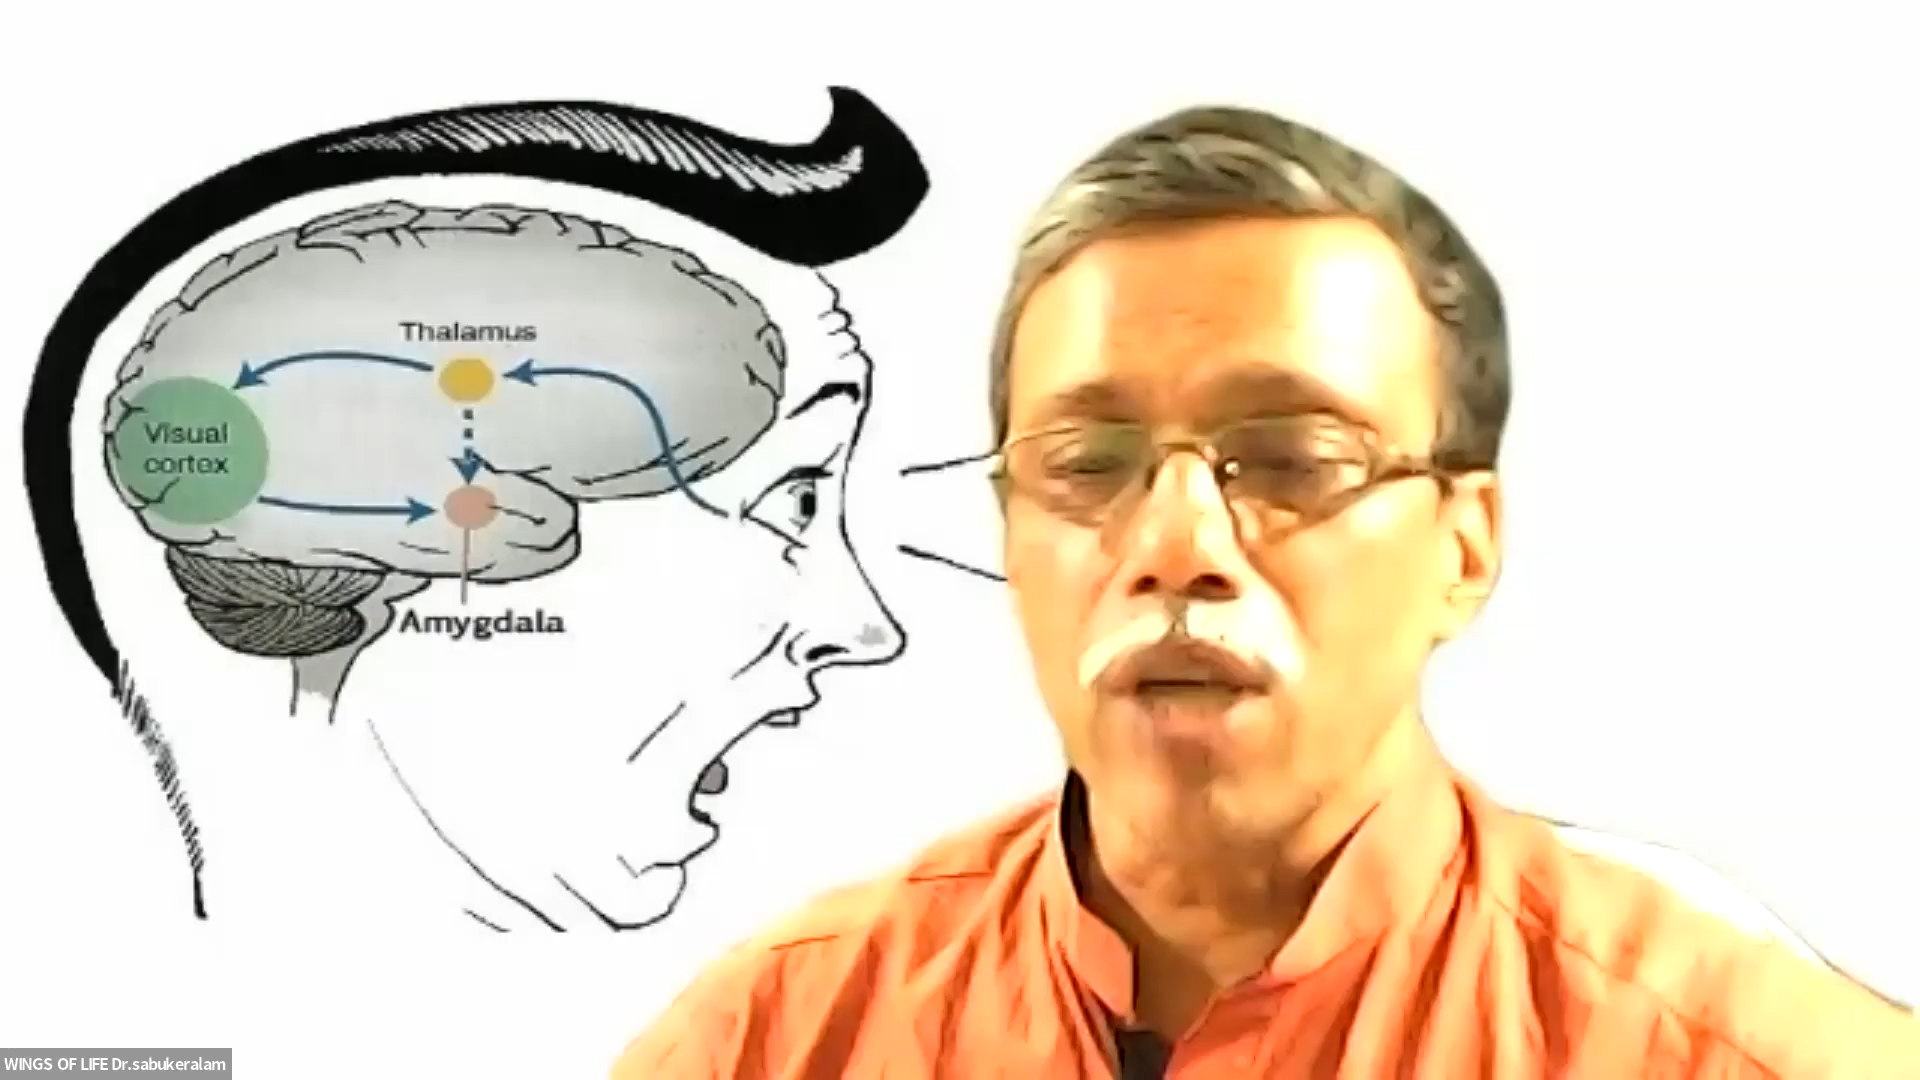 Thalamus
Visual
cortex
Amygdala
WINGS OF LIFE Dr.sabukeralam